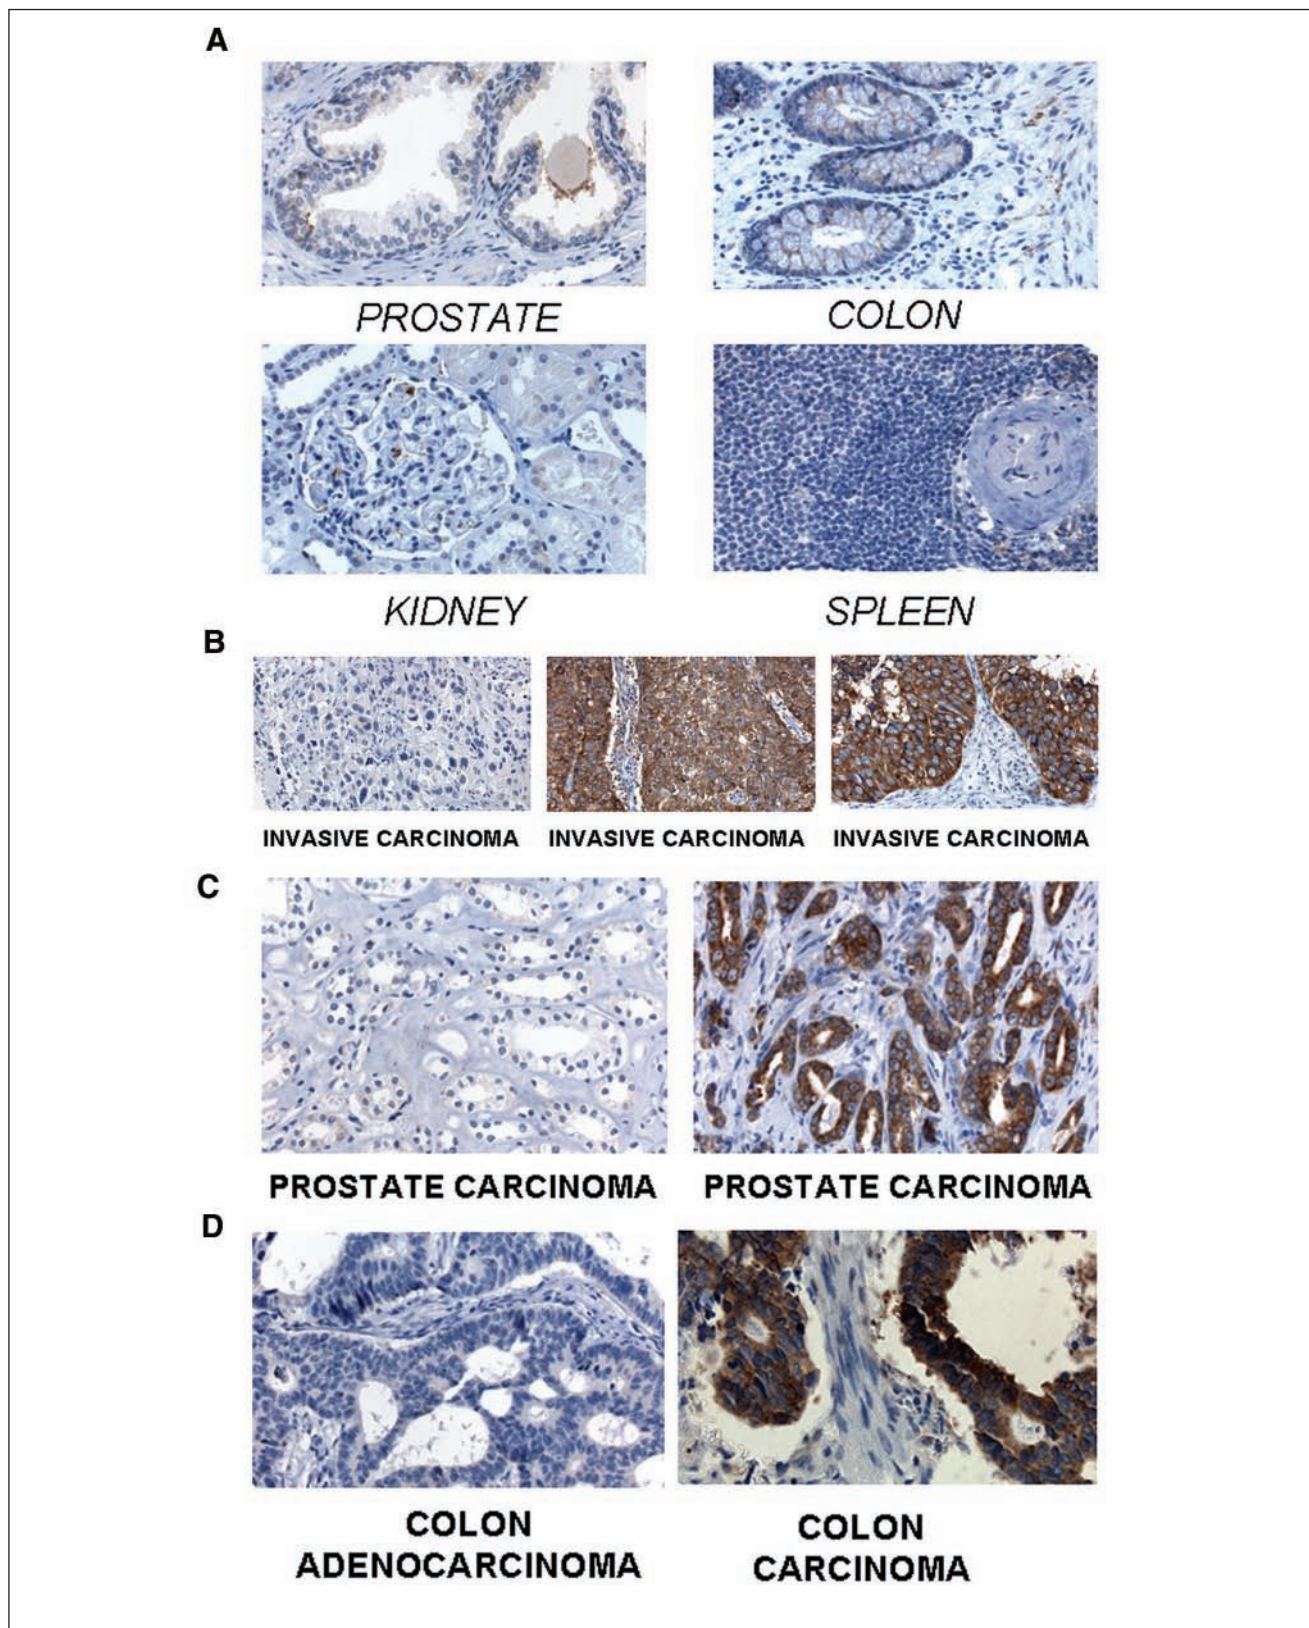 A
PROSTATE COLON
KIDNEY SPLEEN
B
INVASIVE CARCINOMA INVASIVE CARCINOMA INVASIVE CARCINOMA
C
PROSTATE CARCINOMA PROSTATE CARCINOMA
D
COLON
ADENOCARCINOMA
COLON
CARCINOMA